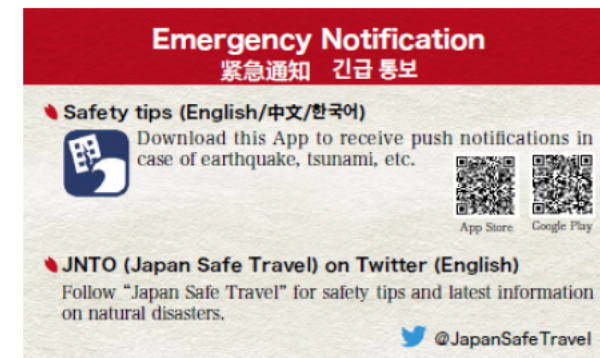 Emergency Notification
紧急通知 긴급 통보
Safety tips (English/中文/한국어)
Download this App to receive push notifications in
case of earthquake, tsunami, etc.
App Store Google Play
JNTO (Japan Safe Travel) on Twitter (English)
Follow “Japan Safe Travel” for safety tips and latest information
on natural disasters.
@JapanSafeTravel